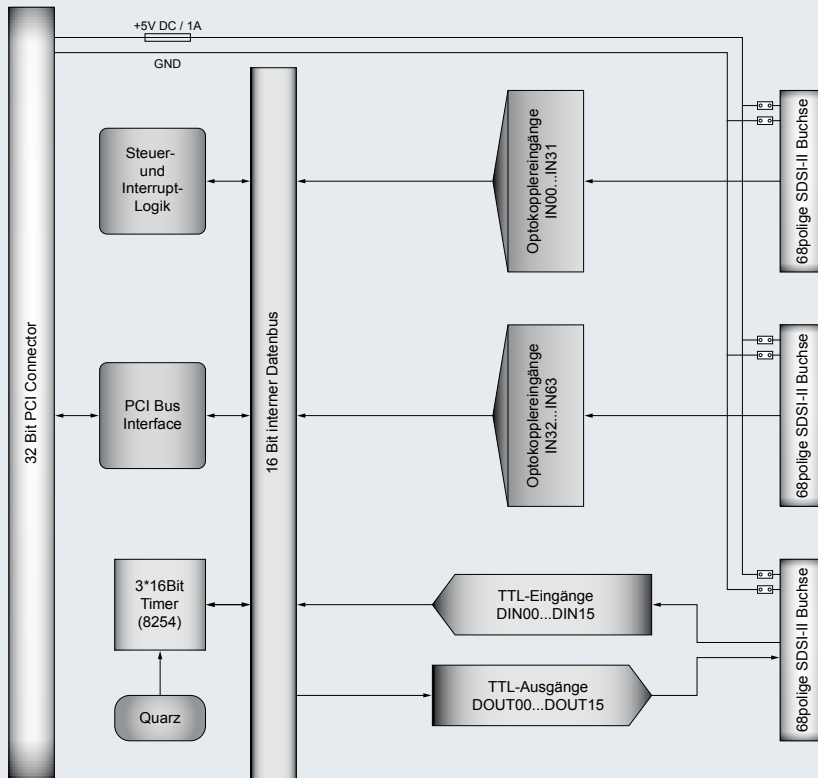 +5V DC / 1A
GND
32 Bit PCI Connector
Steuer-
und
Interrupt-
Logik
PCI Bus
Interface
3*16Bit
Timer
(8254)
Quarz
16 Bit interner Datenbus
Optokopplereingänge
IN00...IN31
Optokopplereingänge
IN32...IN63
TTL-Eingänge
DIN00...DIN15
TTL-Ausgänge
DOUT00...DOUT15
68polige SDSI-II Buchse
68polige SDSI-II Buchse
68polige SDSI-II Buchse